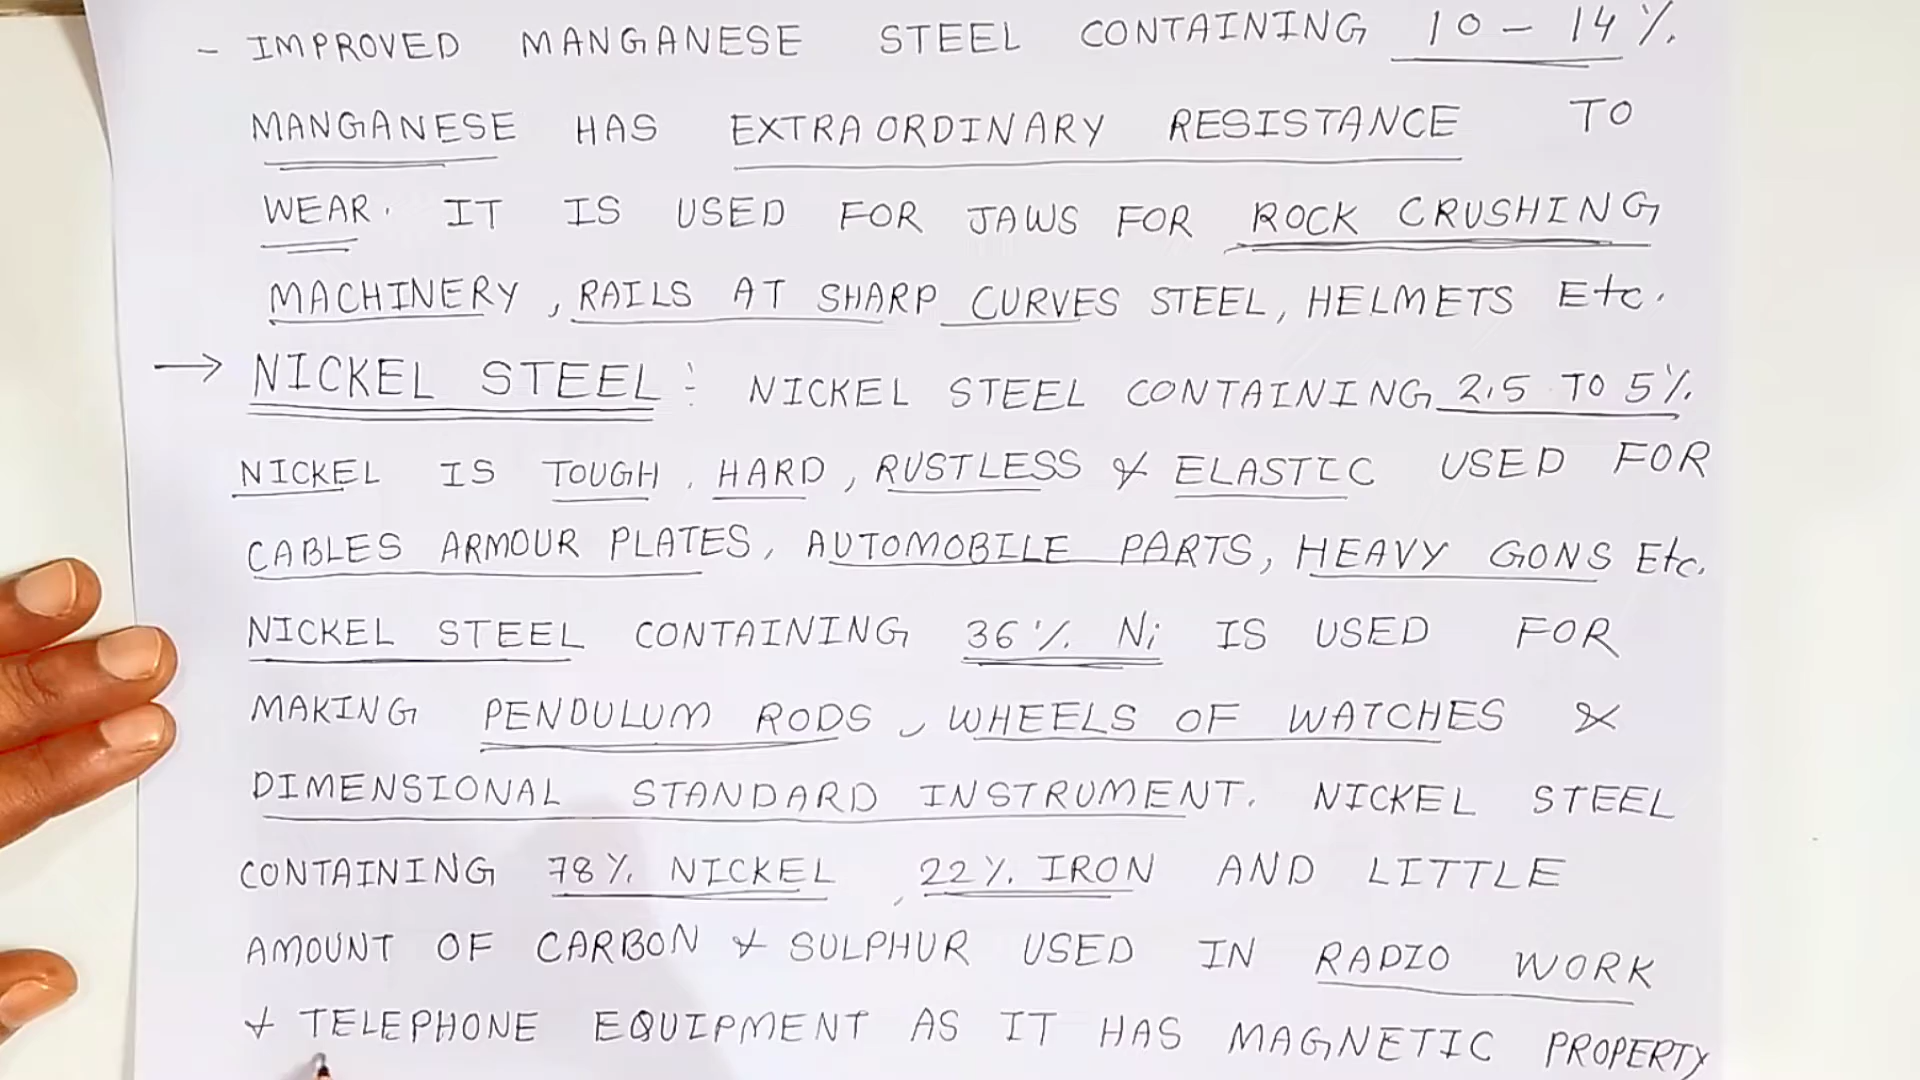 - IMPROVED MANGANESE STEEL CONTAINING 10 - 14 %.
MANGANESE HAS EXTRAORDINARY RESISTANCE TO
WEAR. IT IS USED FOR JAWS FOR ROCK CRUSHING
MACHINERY, RAILS AT SHARP CURVES STEEL, HELMETS Etc.
→ NICKEL STEEL :- NICKEL STEEL CONTAINING 2.5 TO 5%.
NICKEL IS TOUGH, HARD, RUSTLESS & ELASTIC USED FOR
CABLES ARMOUR PLATES, AUTOMOBILE PARTS, HEAVY GONS Etc.
NICKEL STEEL CONTAINING 36 %. Ni IS USED FOR
MAKING PENDULUM RODS, WHEELS OF WATCHES &
DIMENSIONAL STANDARD INSTRUMENT. NICKEL STEEL
CONTAINING 78%. NICKEL, 22%. IRON AND LITTLE
AMOUNT OF CARBON & SULPHUR USED IN RADIO WORK
& TELEPHONE EQUIPMENT AS IT HAS MAGNETIC PROPERTY